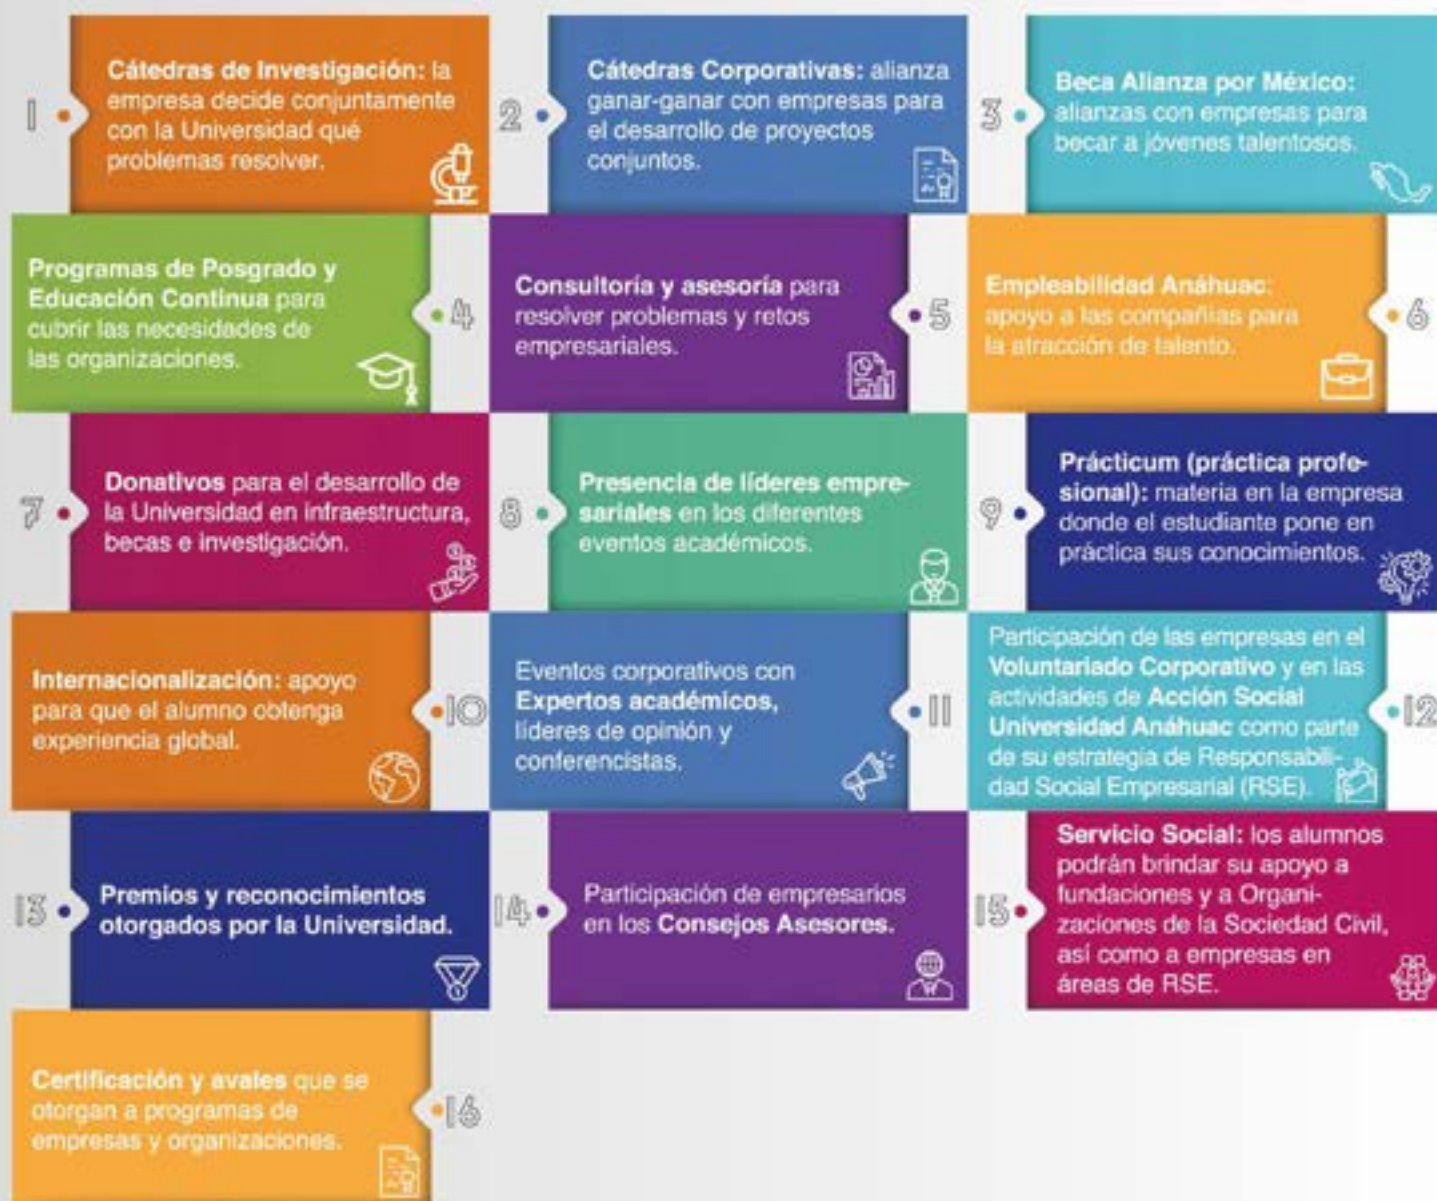 1
Cátedras de Investigación: la
empresa decide conjuntamente
con la Universidad qué
problemas resolver.
2
Cátedras Corporativas: alianza
ganar-ganar con empresas para
el desarrollo de proyectos
conjuntos.
3
Beca Alianza por México:
alianzas con empresas para
becar a jóvenes talentosos.
Programas de Posgrado y
Educación Continua para
cubrir las necesidades de
las organizaciones.
4
Consultoría y asesoría para
resolver problemas y retos
empresariales.
5
Empleabilidad Anáhuac:
apoyo a las compañías para
la atracción de talento.
6
7
Donativos para el desarrollo de
la Universidad en infraestructura,
becas e investigación.
8
Presencia de líderes empre-
sariales en los diferentes
eventos académicos.
9
Prácticum (práctica profe-
sional): materia en la empresa
donde el estudiante pone en
práctica sus conocimientos.
Internacionalización: apoyo
para que el alumno obtenga
experiencia global.
10
Eventos corporativos con
Expertos académicos,
líderes de opinión y
conferencistas.
11
Participación de las empresas en el
Voluntariado Corporativo y en las
actividades de Acción Social
Universidad Anáhuac como parte
de su estrategia de Responsabili-
dad Social Empresarial (RSE).
12
13
Premios y reconocimientos
otorgados por la Universidad.
14
Participación de empresarios
en los Consejos Asesores.
15
Servicio Social: los alumnos
podrán brindar su apoyo a
fundaciones y a Organi-
zaciones de la Sociedad Civil,
así como a empresas en
áreas de RSE.
Certificación y avales que se
otorgan a programas de
empresas y organizaciones.
16